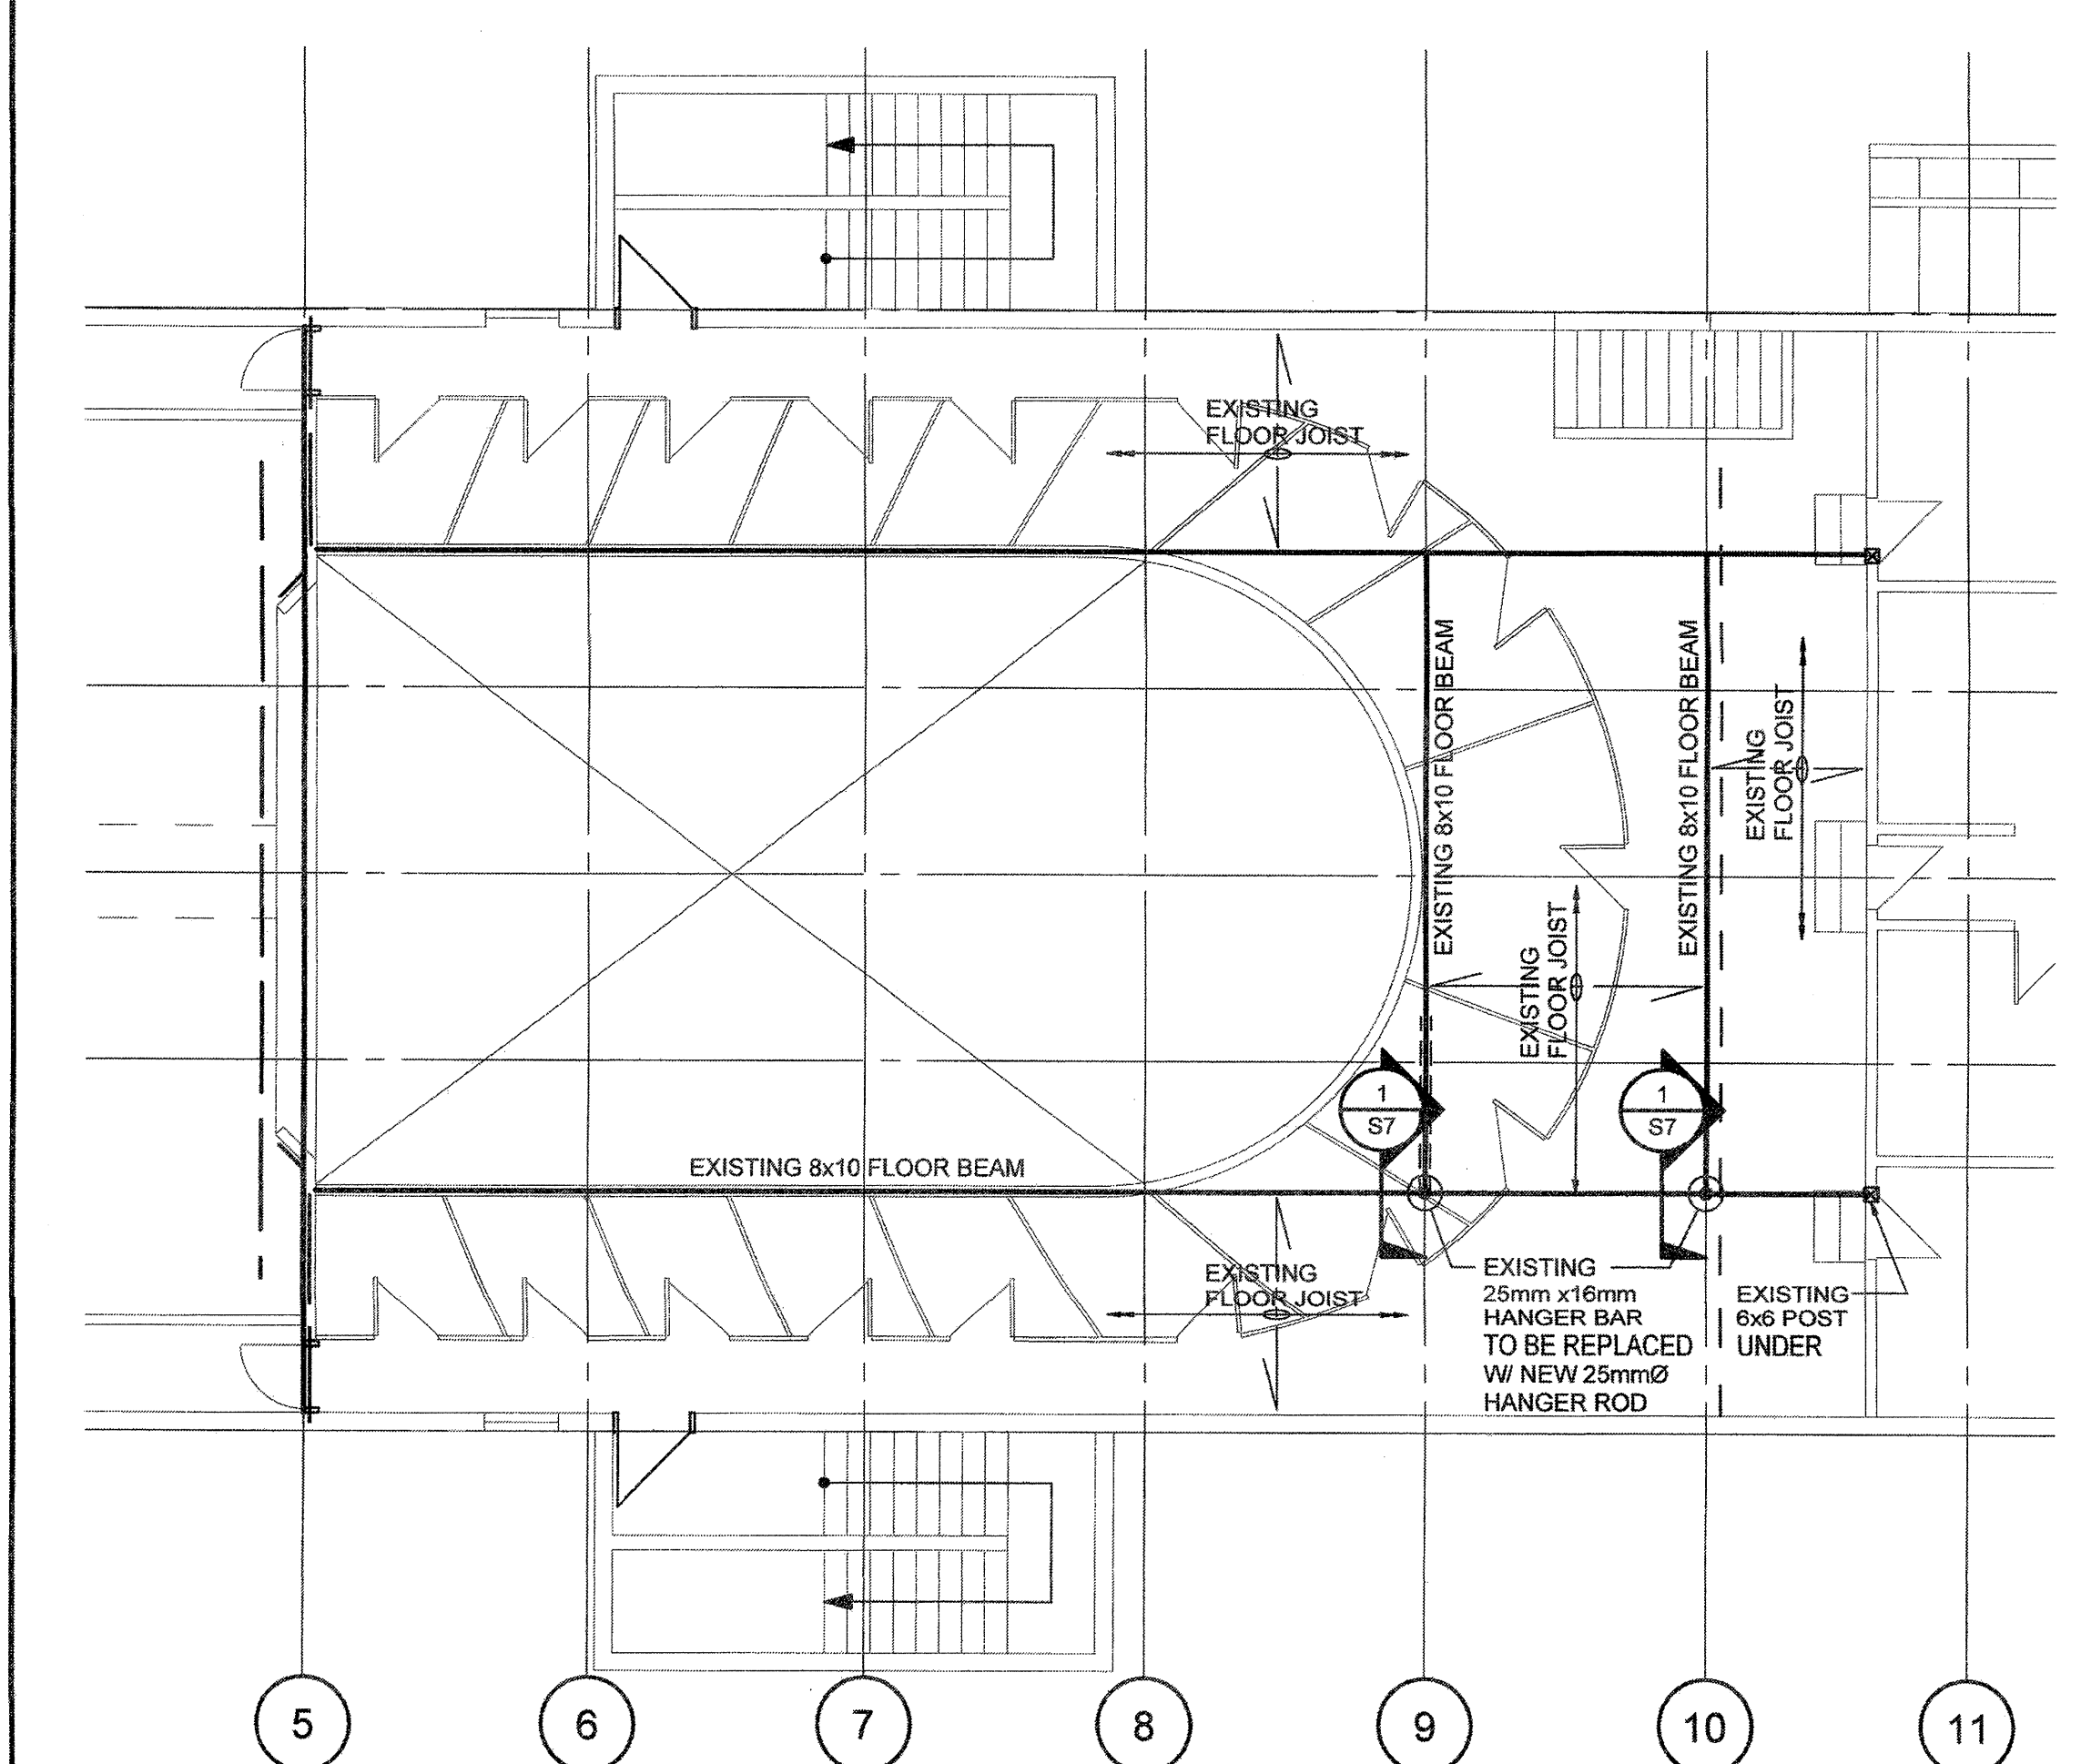 EXISTING
FLOOR JOIST
EXISTING 8x10 FLOOR BEAM
EXISTING 8x10 FLOOR BEAM
EXISTING
FLOOR JOIST
EXISTING
FLOOR JOIST
1
S7
1
S7
EXISTING 8x10 FLOOR BEAM
EXISTING
FLOOR JOIST
EXISTING
25mm x16mm
HANGER BAR
TO BE REPLACED
W/ NEW 25mmØ
HANGER ROD
EXISTING
6x6 POST
UNDER
5
6
7
8
9
10
11